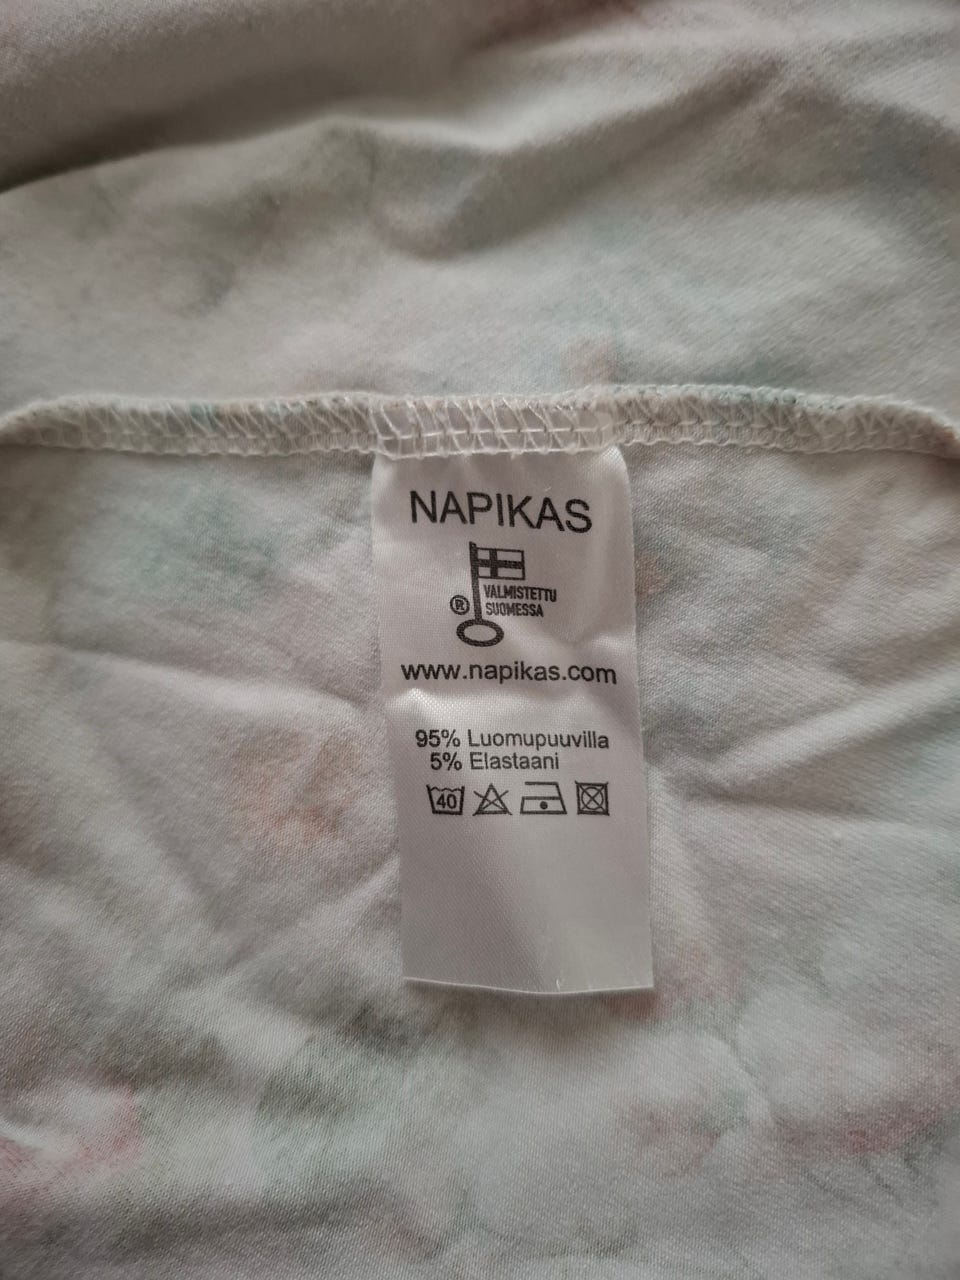 NAPIKAS
VALMISTETTU
® SUOMESSA
www.napikas.com
95% Luomupuuvilla
5% Elastaani
40